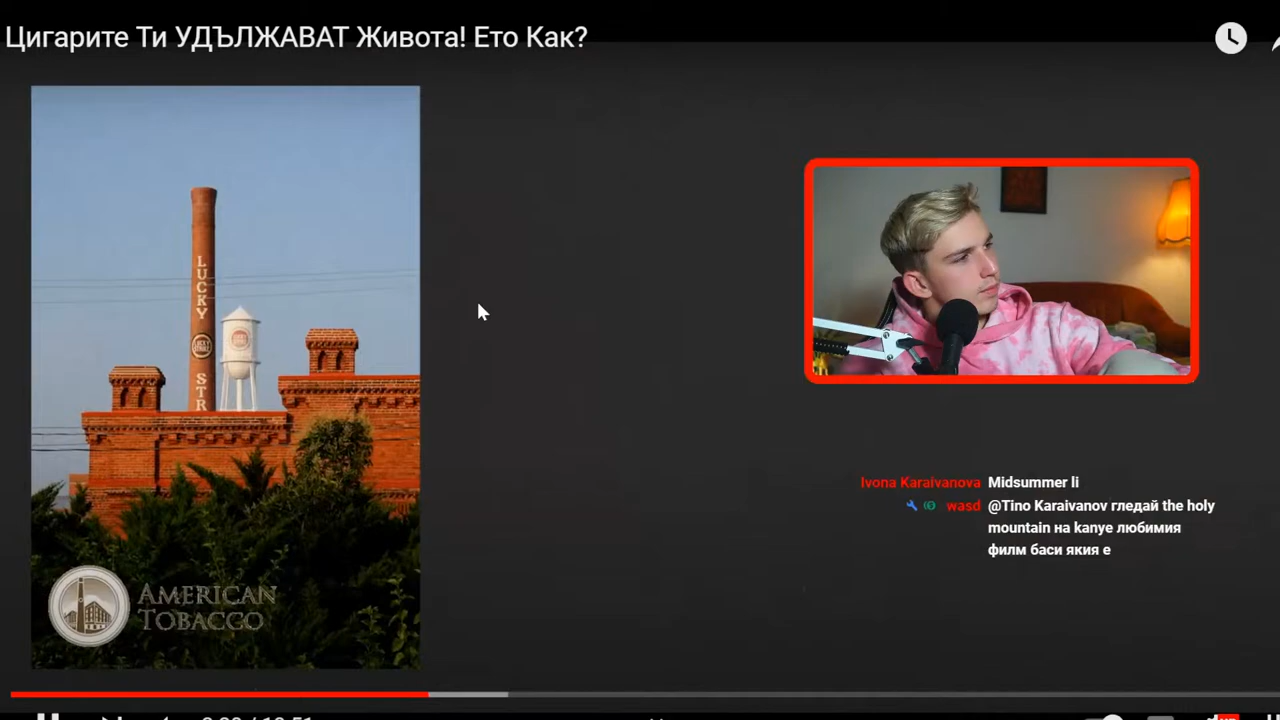 Цигарите Ти УДЪЛЖАВАТ Живота! Ето Как?
LUCKY
STR
AMERICAN
TOBACCO
Ivona Karaivanova Midsummer li
wasd @Tino Karaivanov гледай the holy
mountain на kanye любимия
филм баси якия е